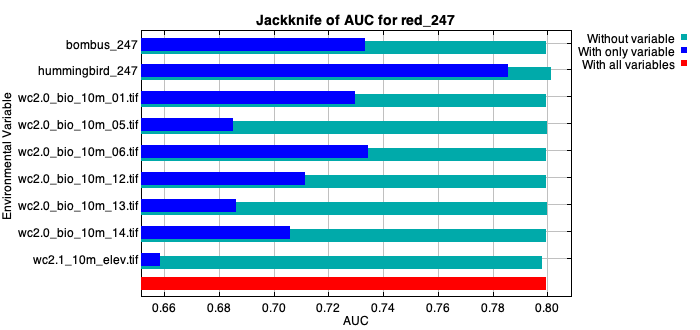 Jackknife of AUC for red_247
Without variable
With only variable
With all variables
Environmental Variable
bombus_247
hummingbird_247
wc2.0_bio_10m_01.tif
wc2.0_bio_10m_05.tif
wc2.0_bio_10m_06.tif
wc2.0_bio_10m_12.tif
wc2.0_bio_10m_13.tif
wc2.0_bio_10m_14.tif
wc2.1_10m_elev.tif
0.66 0.68 0.70 0.72 0.74 0.76 0.78 0.80
AUC